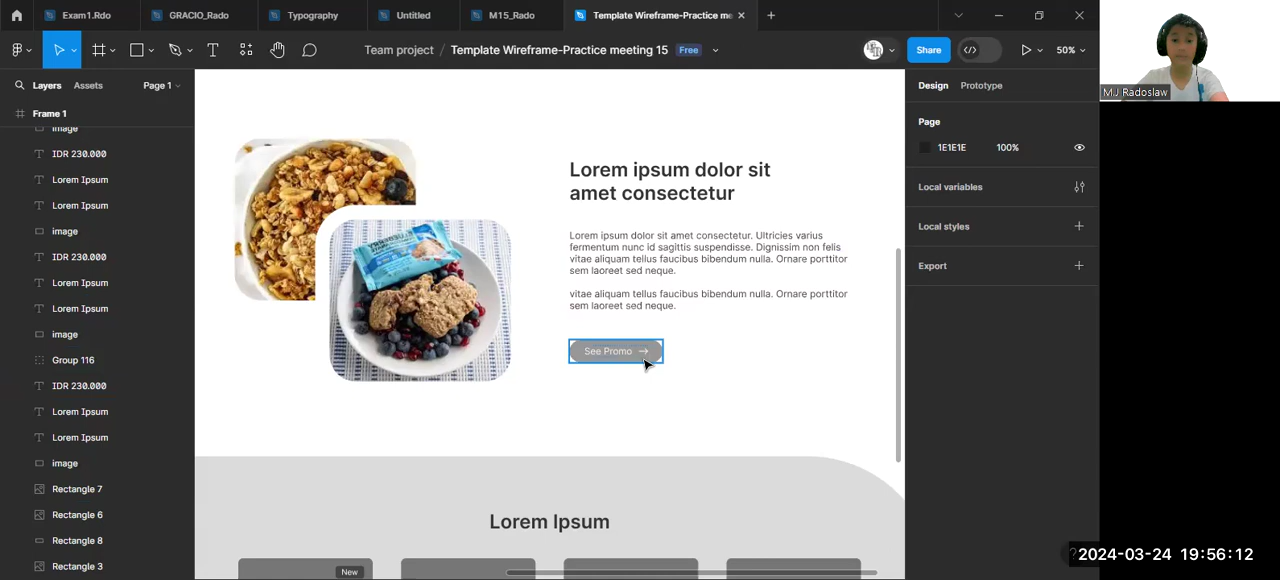 Exam1.Rdo
GRACIO_Rado
Typography
Untitled
M15_Rado
Template Wireframe-Practice me
Team project / Template Wireframe-Practice meeting 15
Free
Share
50%
M.J Radoslaw
Layers
Assets
Page 1
Frame 1
image
IDR 230.000
Lorem Ipsum
Lorem Ipsum
image
IDR 230.000
Lorem Ipsum
Lorem Ipsum
image
Group 116
IDR 230.000
Lorem Ipsum
Lorem Ipsum
image
Rectangle 7
Rectangle 6
Rectangle 8
Rectangle 3
Lorem ipsum dolor sit
amet consectetur
Lorem ipsum dolor sit amet consectetur. Ultricies varius
fermentum nunc id sagittis suspendisse. Dignissim non felis
vitae aliquam tellus faucibus bibendum nulla. Ornare porttitor
sem laoreet sed neque.
vitae aliquam tellus faucibus bibendum nulla. Ornare porttitor
sem laoreet sed neque.
See Promo
Lorem Ipsum
New
Design
Prototype
Page
1E1E1E
100%
Local variables
Local styles
Export
2024-03-24 19:56:12